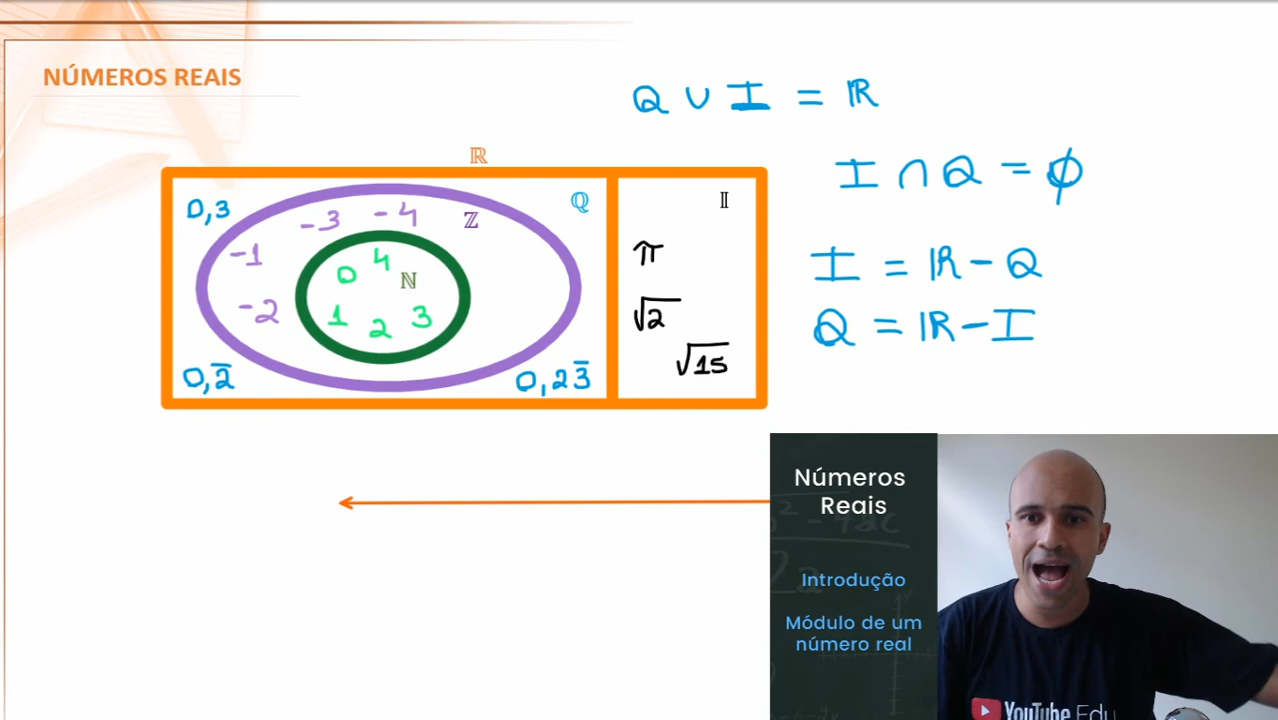 NÚMEROS REAIS
Q ∪ I = ℝ
ℝ
I ∩ Q = ∅
0,3
-3 -4
ℤ
ℚ
𝕀
-1
4
0
ℕ
π
I = ℝ - Q
-2
1 2 3
√2
Q = ℝ - I
√15
0,2̅
0,23̅
Números
Reais
Introdução
Módulo de um
número real
YouTube Edu